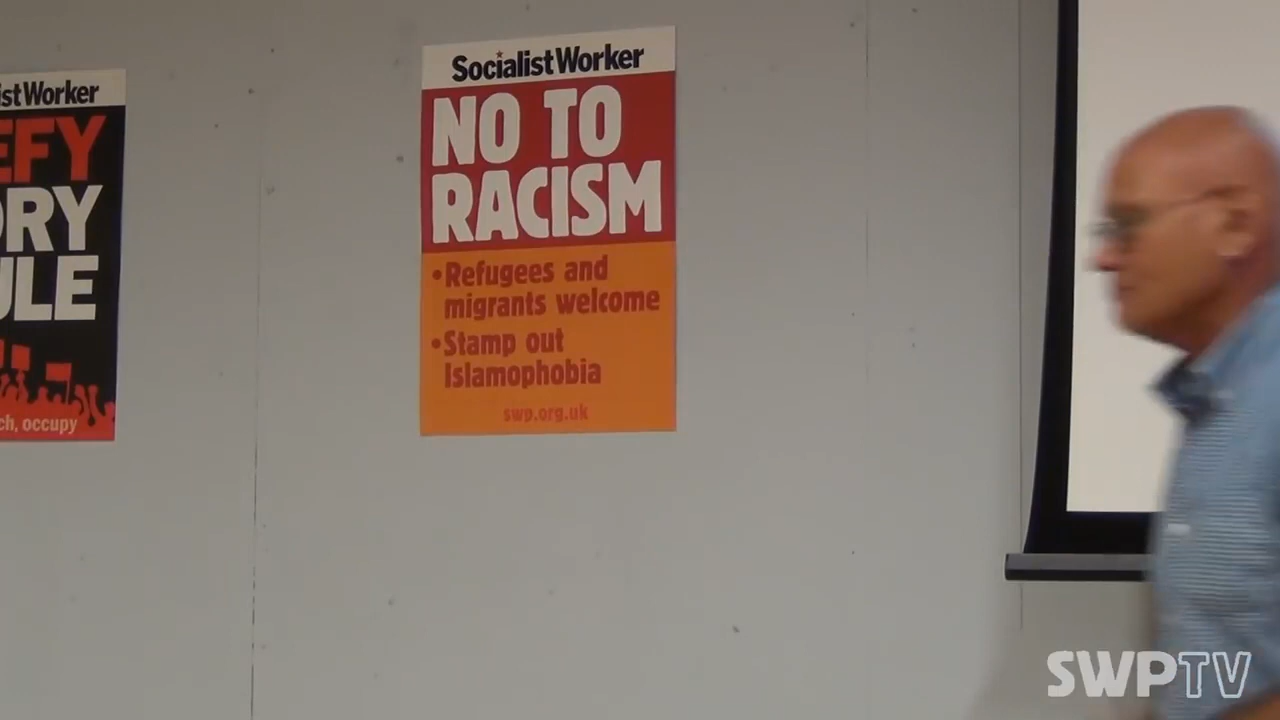 ist Worker
EFY
ORY
ULE
ch, occupy
Socialist Worker
NO TO
RACISM
• Refugees and
migrants welcome
• Stamp out
Islamophobia
swp.org.uk
SWPTV